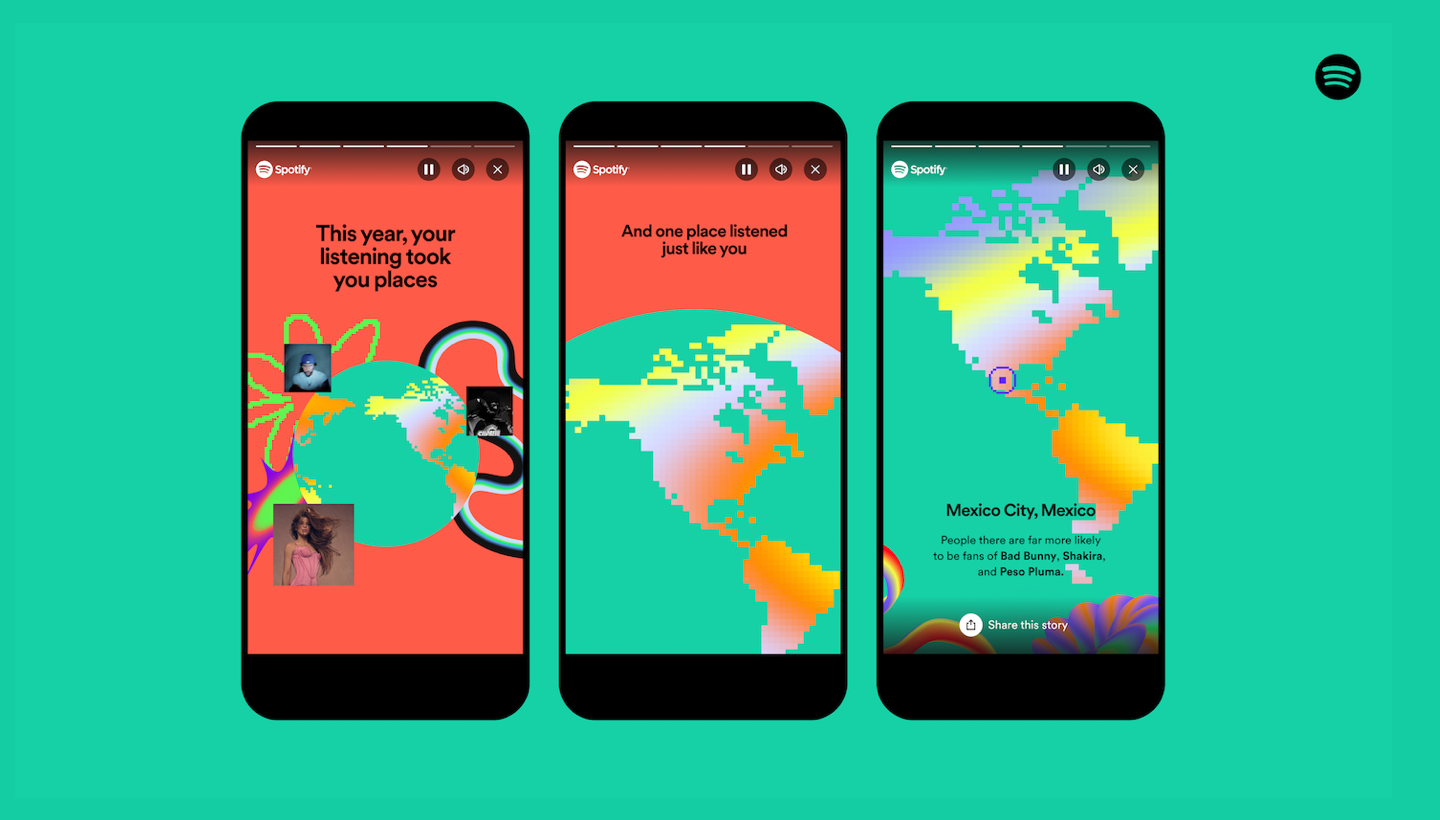 Spotify
This year, your
listening took
you places
Spotify
And one place listened
just like you
Spotify
Mexico City, Mexico
People there are far more likely
to be fans of Bad Bunny, Shakira,
and Peso Pluma.
Share this story